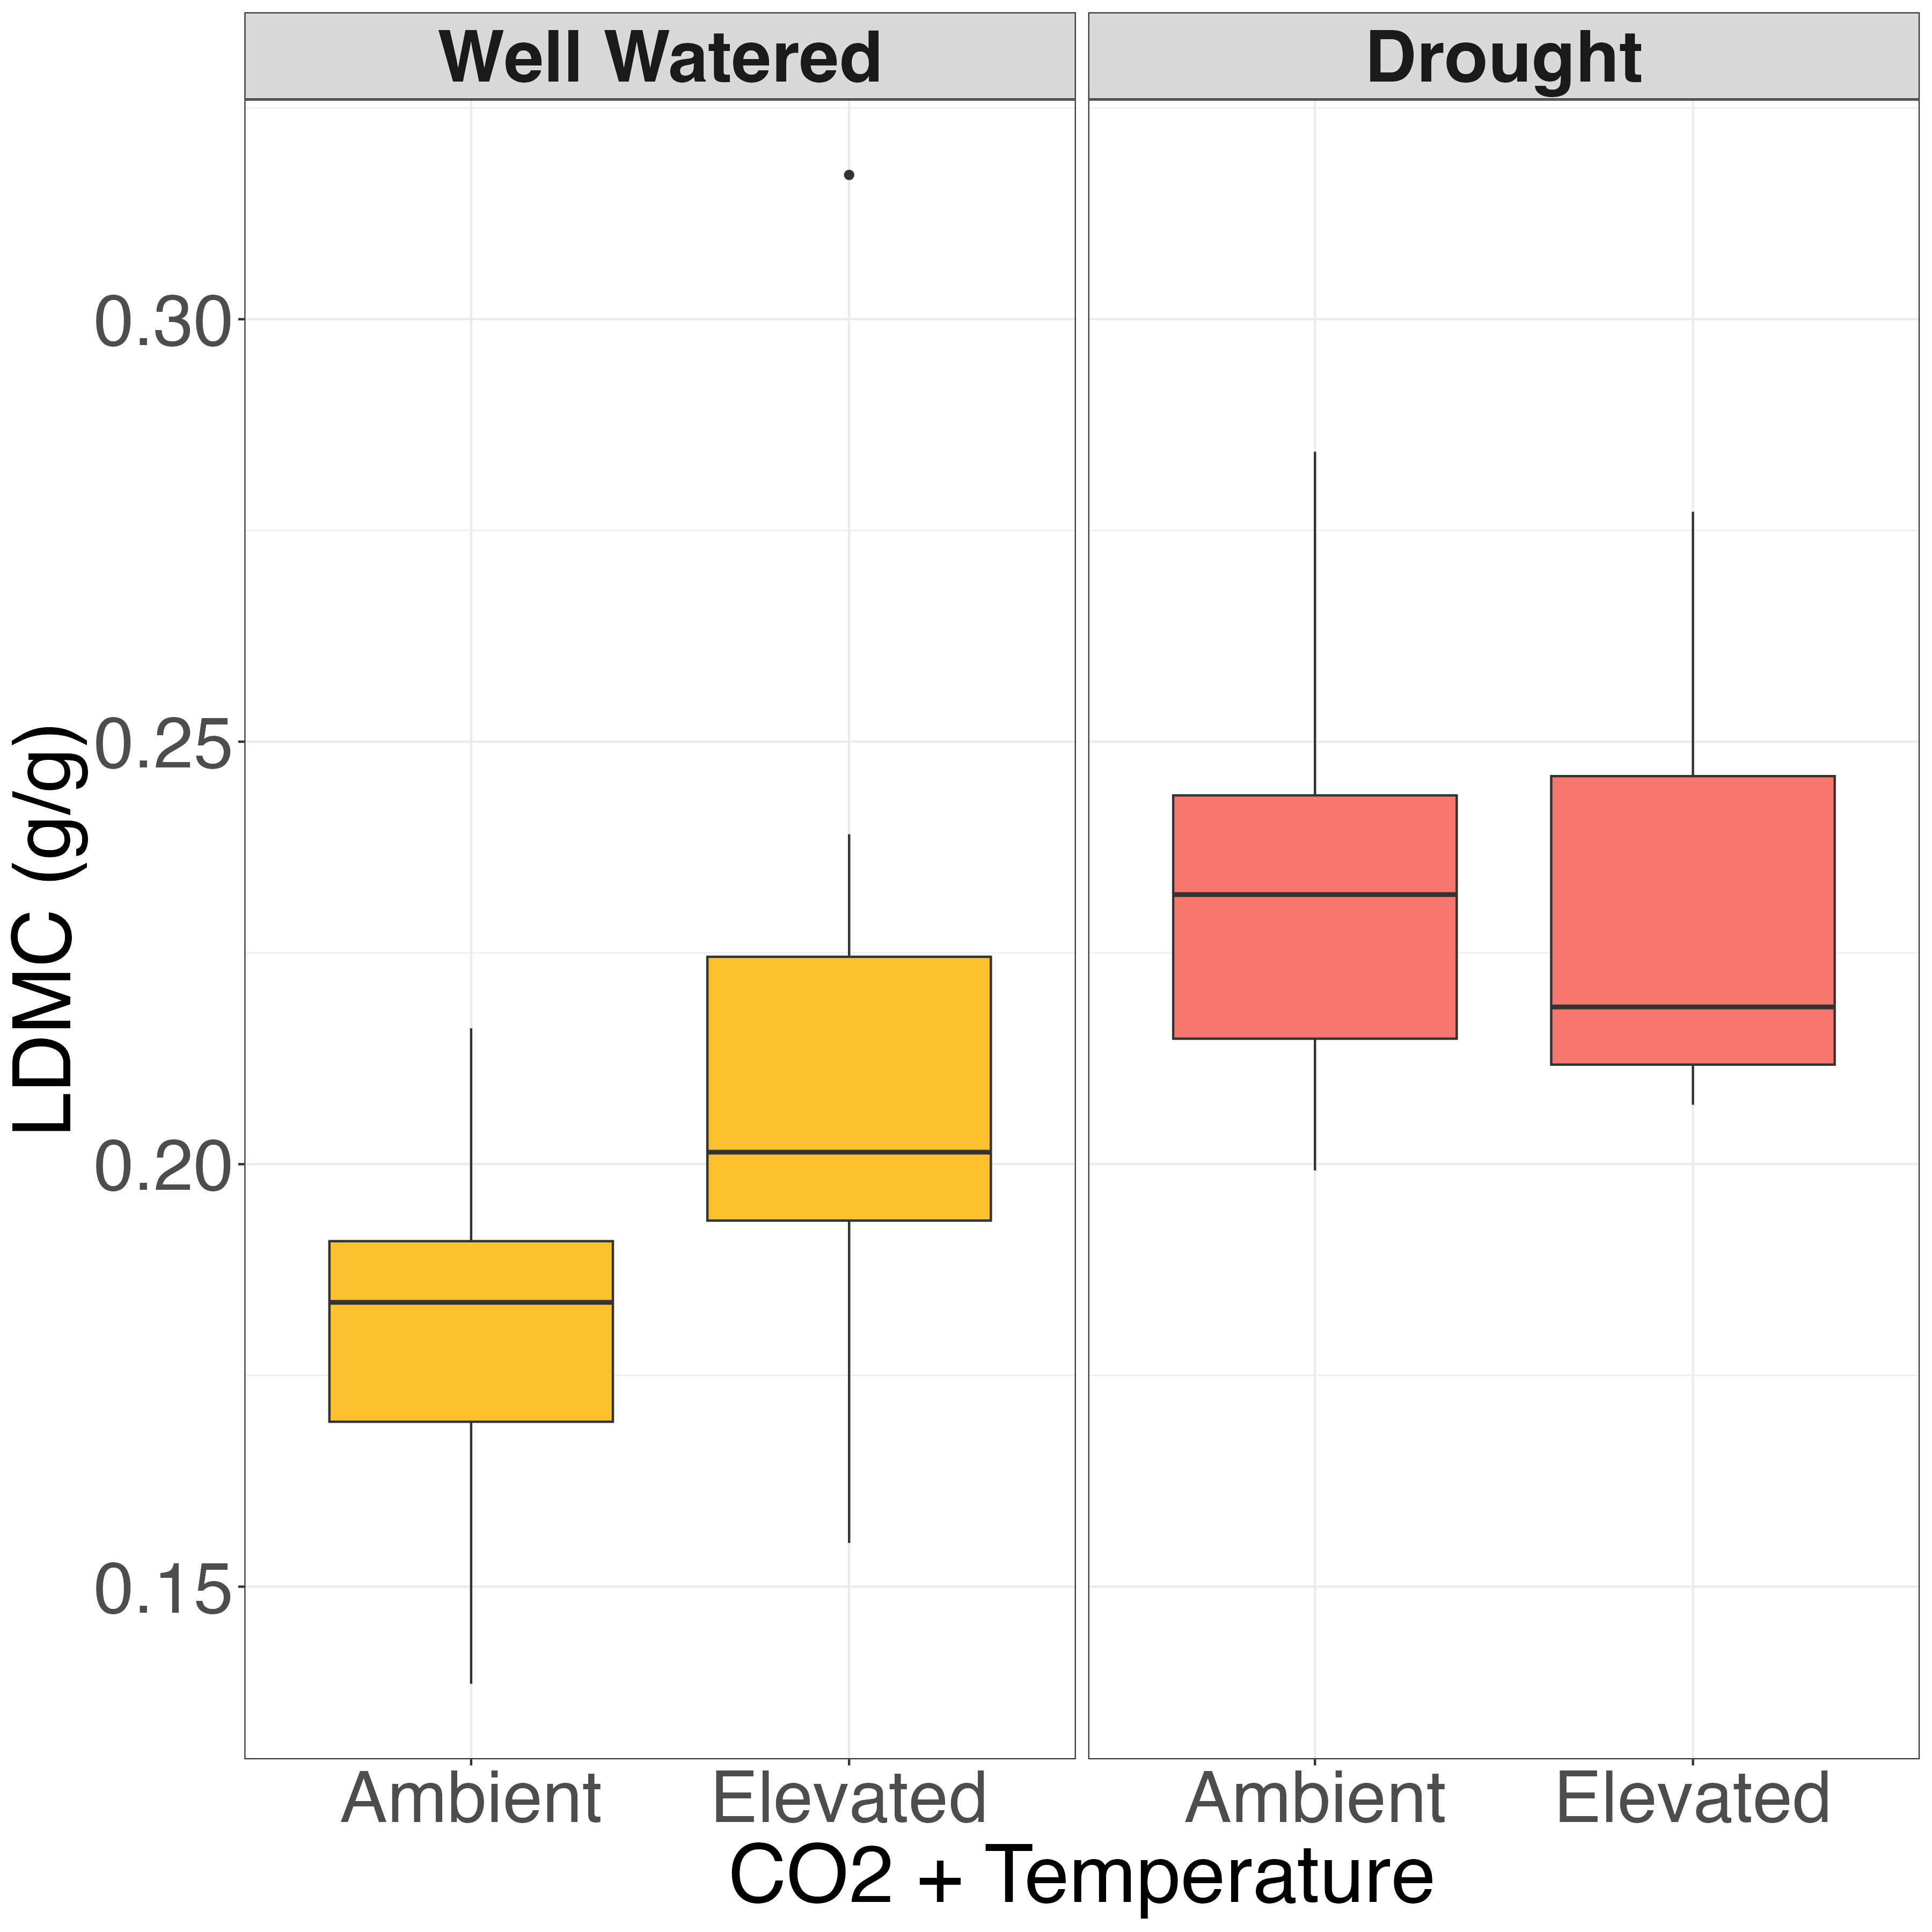 Well Watered
Drought
LDMC (g/g)
0.30
0.25
0.20
0.15
Ambient
Elevated
Ambient
Elevated
CO2 + Temperature